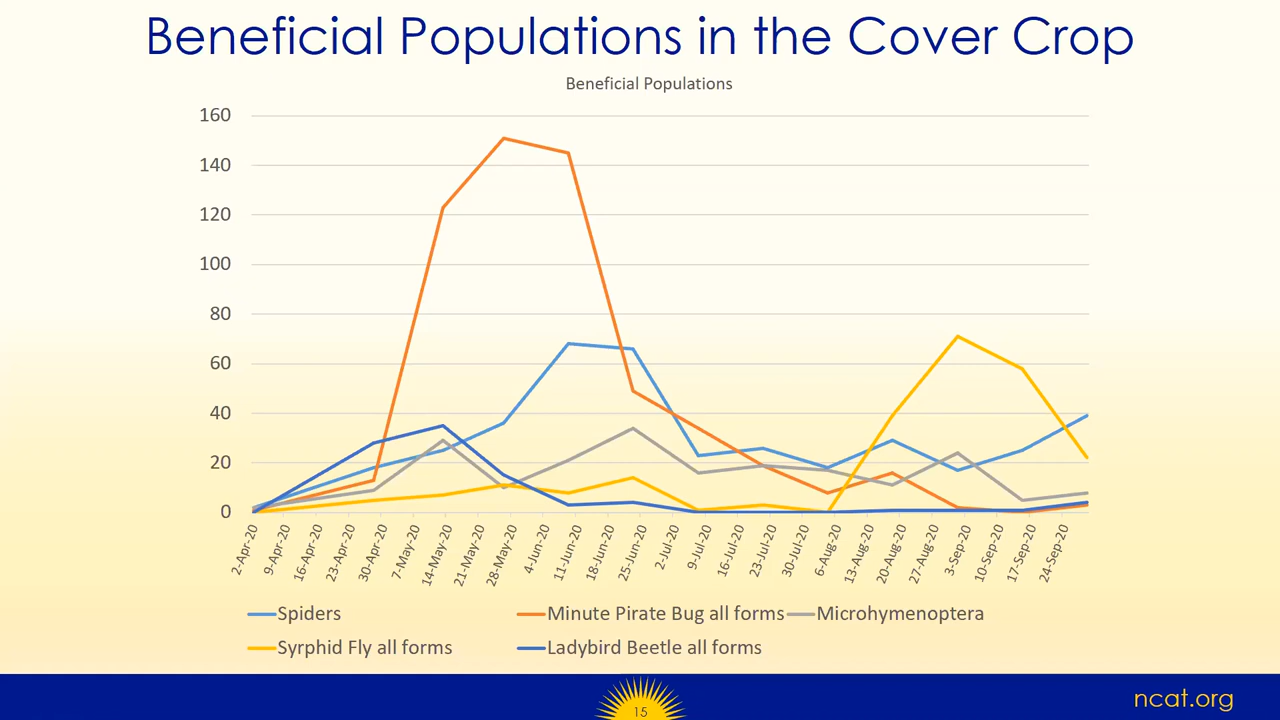 Beneficial Populations in the Cover Crop
Beneficial Populations
160
140
120
100
80
60
40
20
0
2-Apr-20
9-Apr-20
16-Apr-20
23-Apr-20
30-Apr-20
7-May-20
14-May-20
21-May-20
28-May-20
4-Jun-20
11-Jun-20
18-Jun-20
25-Jun-20
2-Jul-20
9-Jul-20
16-Jul-20
23-Jul-20
30-Jul-20
6-Aug-20
13-Aug-20
20-Aug-20
27-Aug-20
3-Sep-20
10-Sep-20
17-Sep-20
24-Sep-20
Spiders Minute Pirate Bug all forms Microhymenoptera
Syrphid Fly all forms Ladybird Beetle all forms
15
ncat.org